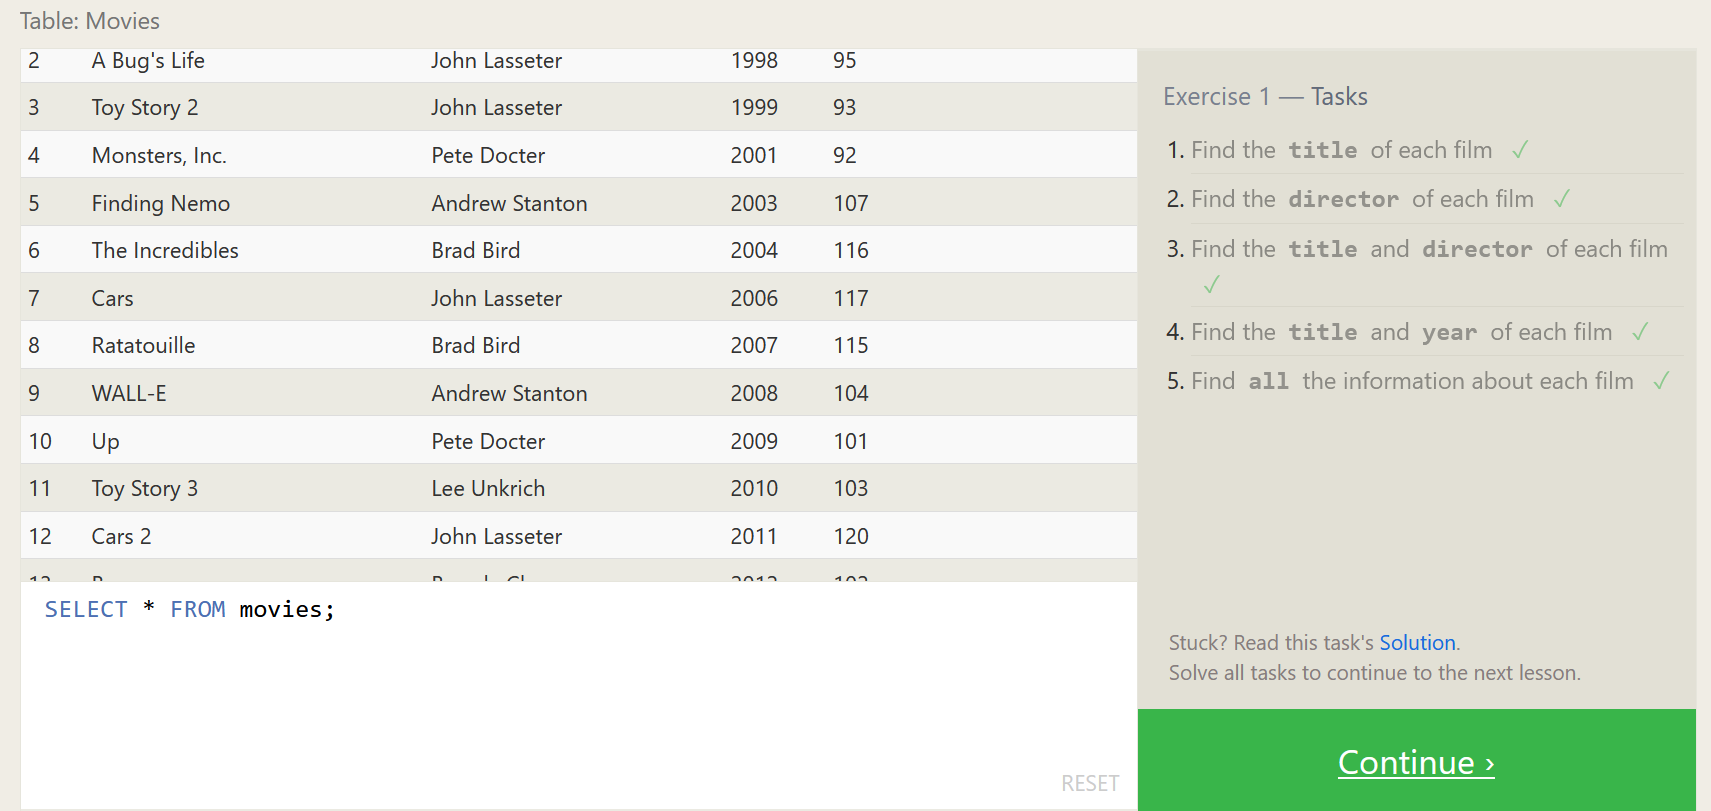 Table: Movies
2 A Bug's Life John Lasseter 1998 95
3 Toy Story 2 John Lasseter 1999 93
4 Monsters, Inc. Pete Docter 2001 92
5 Finding Nemo Andrew Stanton 2003 107
6 The Incredibles Brad Bird 2004 116
7 Cars John Lasseter 2006 117
8 Ratatouille Brad Bird 2007 115
9 WALL-E Andrew Stanton 2008 104
10 Up Pete Docter 2009 101
11 Toy Story 3 Lee Unkrich 2010 103
12 Cars 2 John Lasseter 2011 120
SELECT * FROM movies;
RESET
Exercise 1 — Tasks
1. Find the title of each film ✓
2. Find the director of each film ✓
3. Find the title and director of each film
✓
4. Find the title and year of each film ✓
5. Find all the information about each film ✓
Stuck? Read this task's Solution.
Solve all tasks to continue to the next lesson.
Continue ›